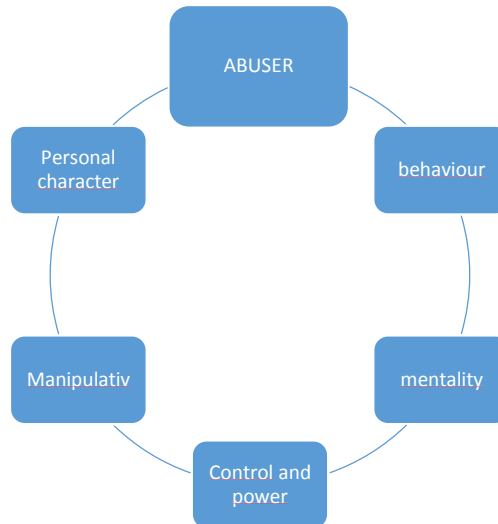 ABUSER
behaviour
mentality
Control and
power
Manipulativ
Personal
character